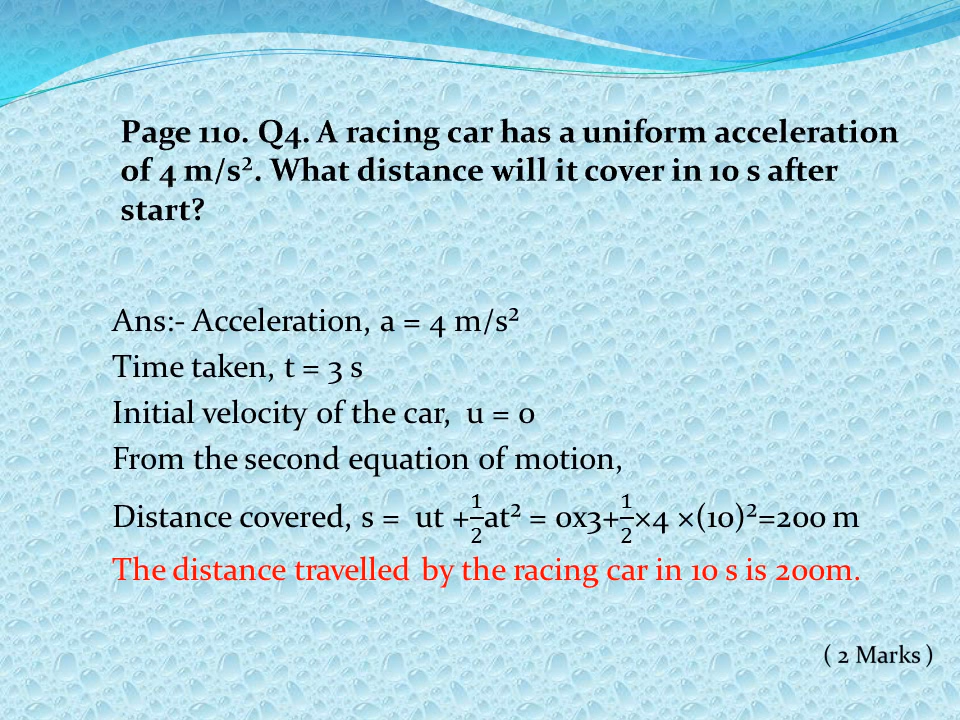 Page 110. Q4. A racing car has a uniform acceleration
of 4 m/s². What distance will it cover in 10 s after
start?
Ans:- Acceleration, a = 4 m/s²
Time taken, t = 3 s
Initial velocity of the car,  u = 0
From the second equation of motion,
Distance covered, s =  ut +1/2at² = 0x3+1/2×4 ×(10)²=200 m
The distance travelled by the racing car in 10 s is 200m.
( 2 Marks )